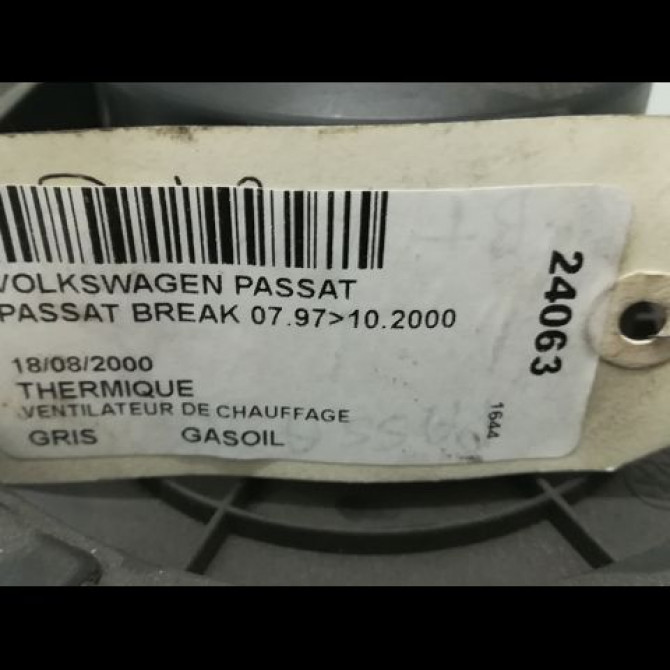 VOLKSWAGEN PASSAT
PASSAT BREAK 07.97>10.2000
18/08/2000
THERMIQUE
VENTILATEUR DE CHAUFFAGE
GRIS GASOIL
24063
1644